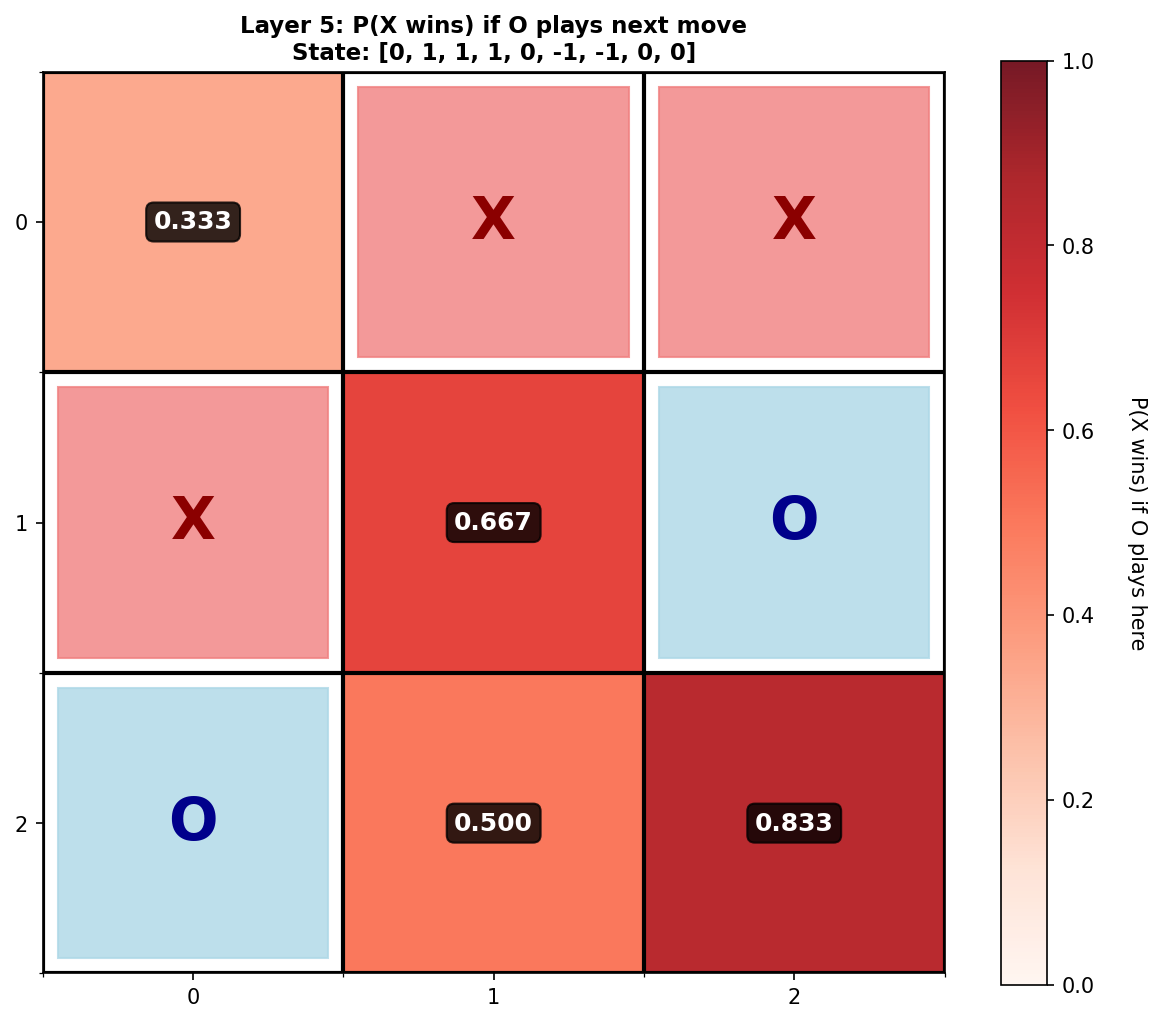 Layer 5: P(X wins) if O plays next move
State: [0, 1, 1, 1, 0, -1, -1, 0, 0]
0
0.333
X
X
1
X
0.667
O
2
O
0.500
0.833
0
1
2
1.0
0.8
0.6
0.4
0.2
0.0
P(X wins) if O plays here